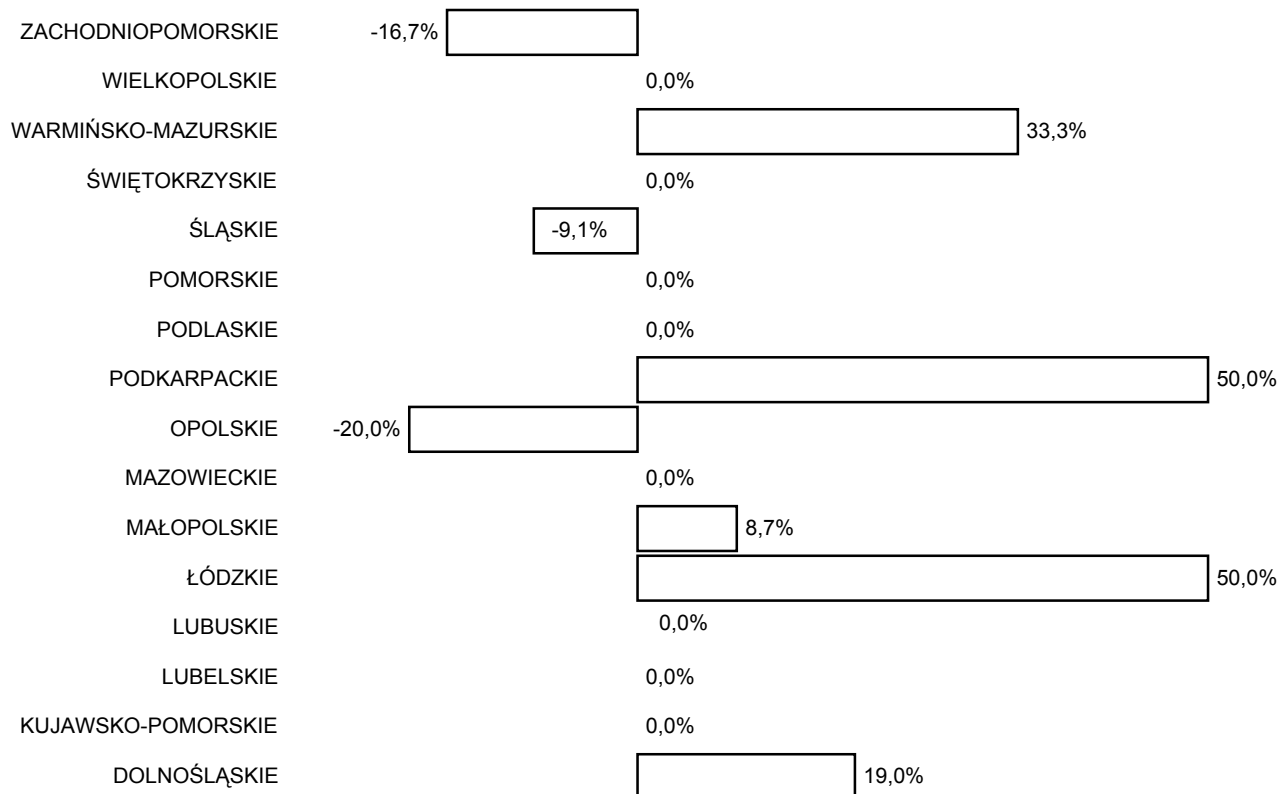 ZACHODNIOPOMORSKIE -16,7%
WIELKOPOLSKIE 0,0%
WARMIŃSKO-MAZURSKIE 33,3%
ŚWIĘTOKRZYSKIE 0,0%
ŚLĄSKIE -9,1%
POMORSKIE 0,0%
PODLASKIE 0,0%
PODKARPACKIE 50,0%
OPOLSKIE -20,0%
MAZOWIECKIE 0,0%
MAŁOPOLSKIE 8,7%
ŁÓDZKIE 50,0%
LUBUSKIE 0,0%
LUBELSKIE 0,0%
KUJAWSKO-POMORSKIE 0,0%
DOLNOŚLĄSKIE 19,0%